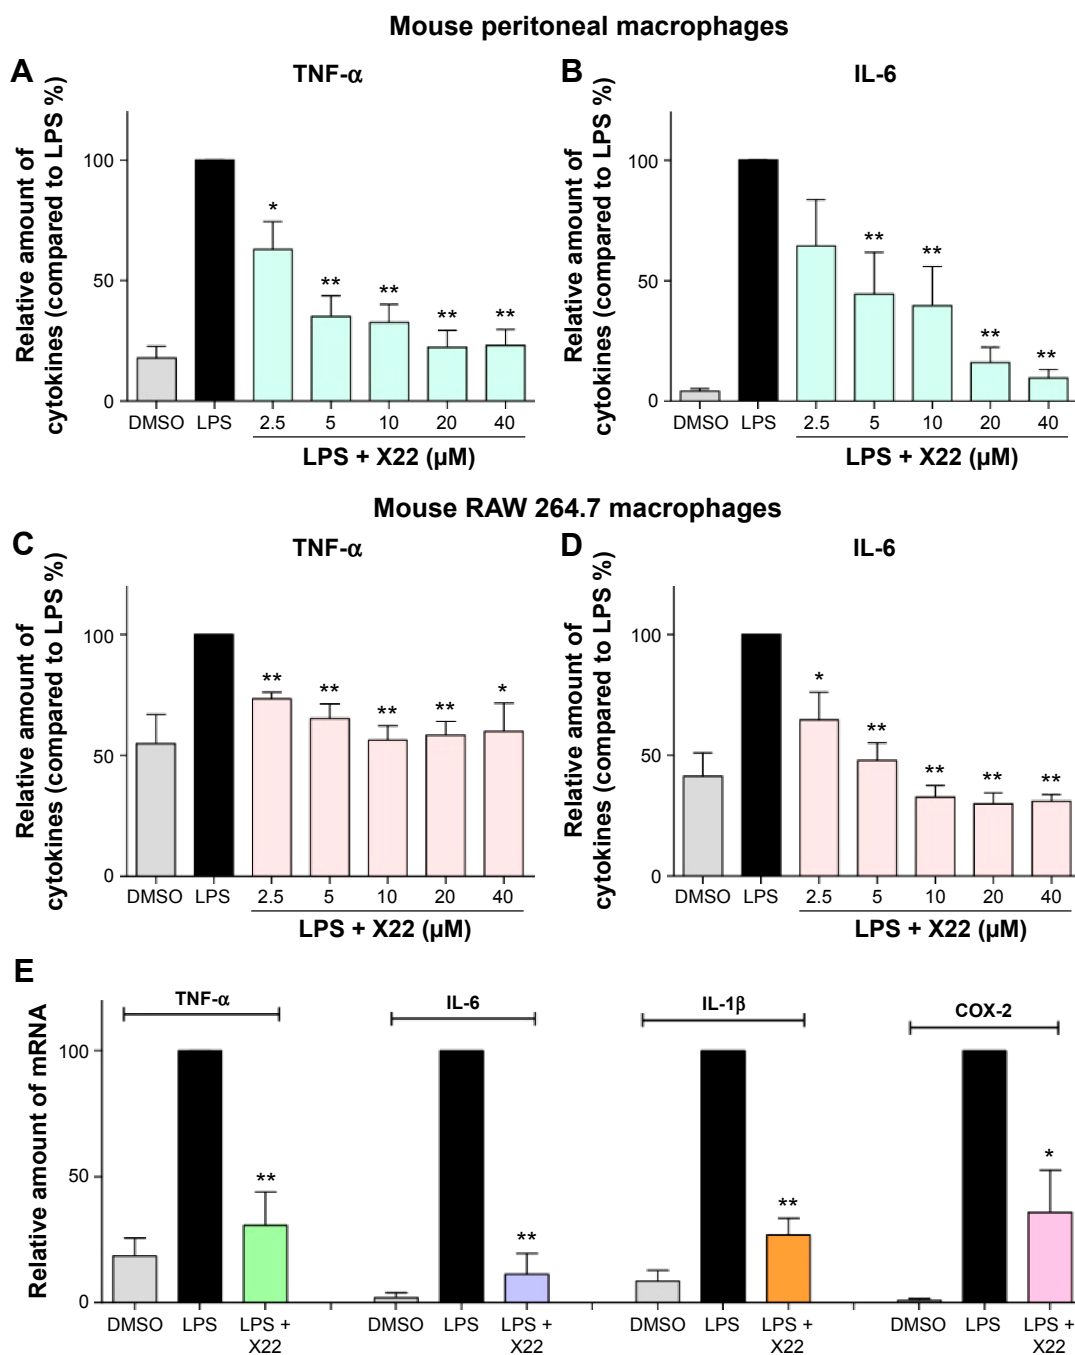 Mouse peritoneal macrophages
A
TNF-α
Relative amount of
cytokines (compared to LPS %)
100
50
0
*
**
**
**
**
DMSO LPS 2.5 5 10 20 40
LPS + X22 (µM)
B
IL-6
Relative amount of
cytokines (compared to LPS %)
100
50
0
**
**
**
**
DMSO LPS 2.5 5 10 20 40
LPS + X22 (µM)
Mouse RAW 264.7 macrophages
C
TNF-α
Relative amount of
cytokines (compared to LPS %)
100
50
0
**
**
**
**
*
DMSO LPS 2.5 5 10 20 40
LPS + X22 (µM)
D
IL-6
Relative amount of
cytokines (compared to LPS %)
100
50
0
*
**
**
**
**
DMSO LPS 2.5 5 10 20 40
LPS + X22 (µM)
E
Relative amount of mRNA
100
50
0
TNF-α
IL-6
IL-1β
COX-2
**
**
**
*
DMSO LPS LPS + DMSO LPS LPS + DMSO LPS LPS + DMSO LPS LPS +
X22 X22 X22 X22